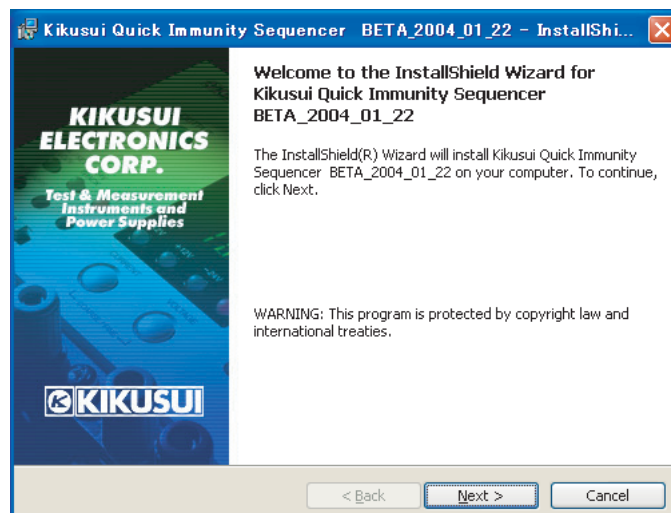 Kikusui Quick Immunity Sequencer BETA_2004_01_22 - InstallShi...
KIKUSUI
ELECTRONICS
CORP.
Test & Measurement
Instruments and
Power Supplies
KIKUSUI
Welcome to the InstallShield Wizard for
Kikusui Quick Immunity Sequencer
BETA_2004_01_22
The InstallShield(R) Wizard will install Kikusui Quick Immunity
Sequencer BETA_2004_01_22 on your computer. To continue,
click Next.
WARNING: This program is protected by copyright law and
international treaties.
< Back
Next >
Cancel